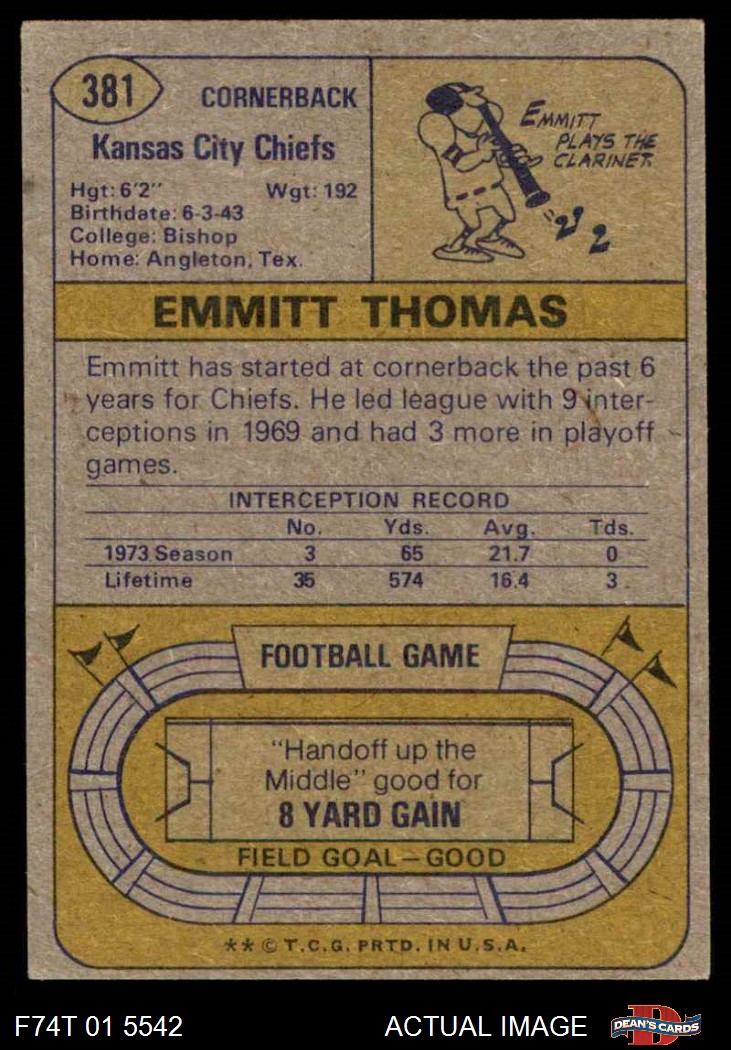 381
CORNERBACK
Kansas City Chiefs
Hgt: 6'2" Wgt: 192
Birthdate: 6-3-43
College: Bishop
Home: Angleton, Tex.
EMMITT
PLAYS THE
CLARINET.
EMMITT THOMAS
Emmitt has started at cornerback the past 6
years for Chiefs. He led league with 9 inter-
ceptions in 1969 and had 3 more in playoff
games.
INTERCEPTION RECORD
No. Yds. Avg. Tds.
1973 Season 3 65 21.7 0
Lifetime 35 574 16.4 3
FOOTBALL GAME
"Handoff up the
Middle" good for
8 YARD GAIN
FIELD GOAL—GOOD
** © T.C.G. PRTD. IN U.S.A.
F74T 01 5542 ACTUAL IMAGE
D
DEAN'S CARDS